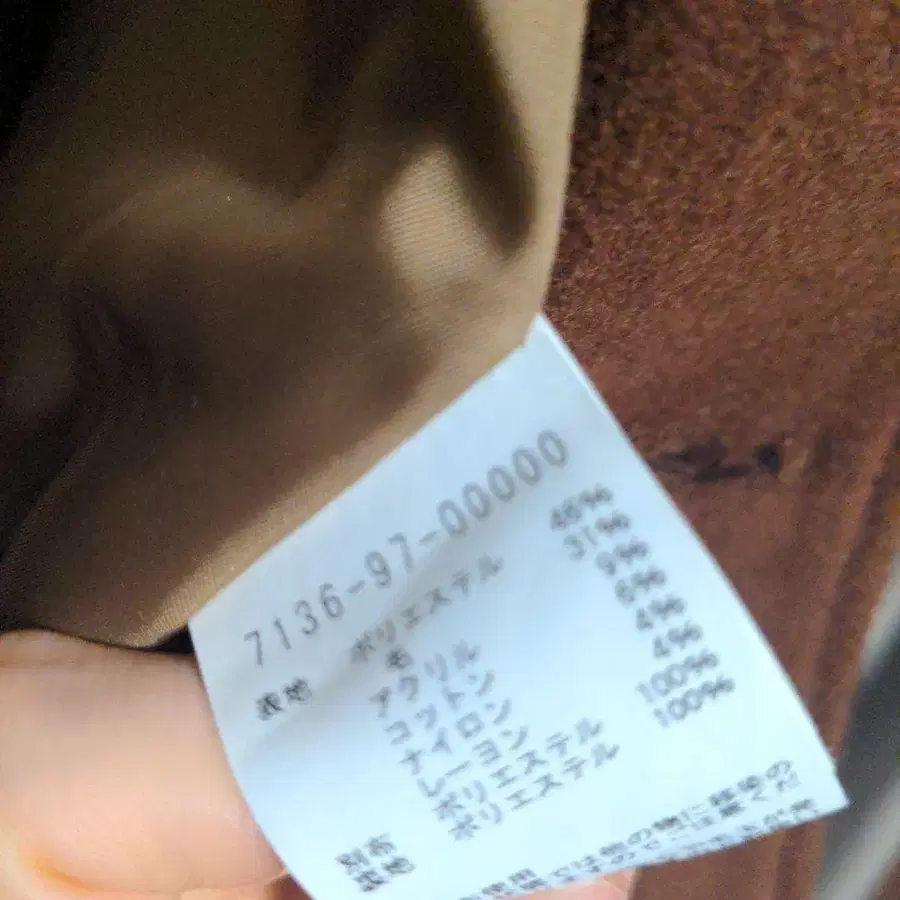 7136-97-00000
表地 ポリエステル 46%
毛 31%
アクリル 9%
コットン 6%
ナイロン 4%
レーヨン 4%
別布 ポリエステル 100%
裏地 ポリエステル 100%
使用